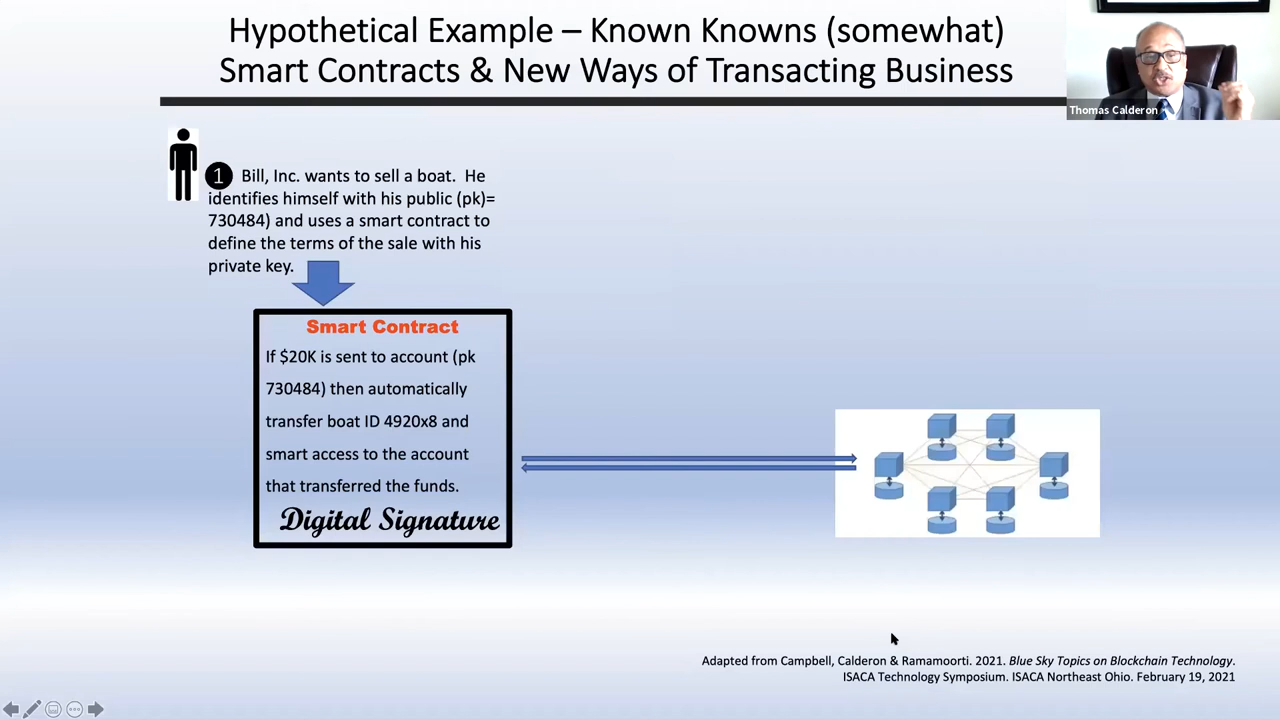 Hypothetical Example – Known Knowns (somewhat)
Smart Contracts & New Ways of Transacting Business
Thomas Calderon
1 Bill, Inc. wants to sell a boat. He
identifies himself with his public (pk)=
730484) and uses a smart contract to
define the terms of the sale with his
private key.
Smart Contract
If $20K is sent to account (pk
730484) then automatically
transfer boat ID 4920x8 and
smart access to the account
that transferred the funds.
Digital Signature
Adapted from Campbell, Calderon & Ramamoorti. 2021. Blue Sky Topics on Blockchain Technology.
ISACA Technology Symposium. ISACA Northeast Ohio. February 19, 2021